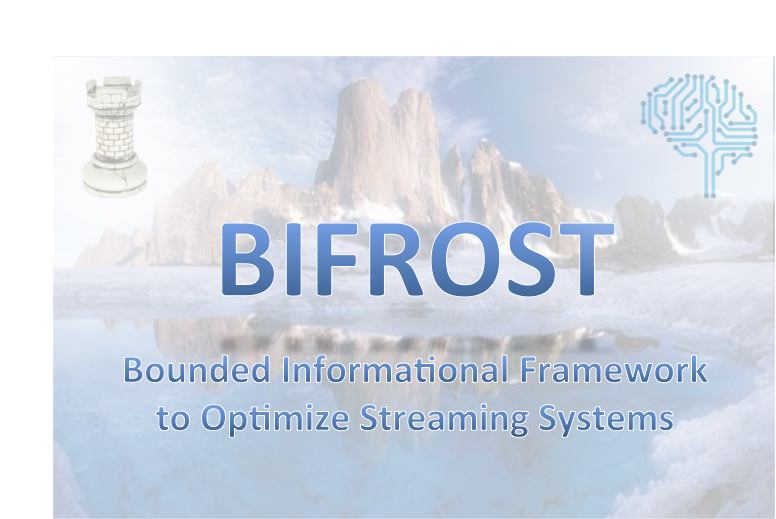 BIFROST
Bounded Informational Framework
to Optimize Streaming Systems